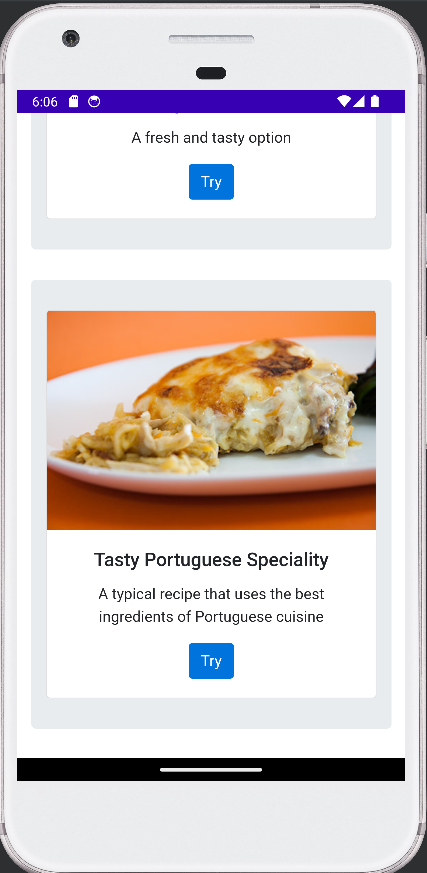 6:06
A fresh and tasty option
Try
Tasty Portuguese Speciality
A typical recipe that uses the best
ingredients of Portuguese cuisine
Try